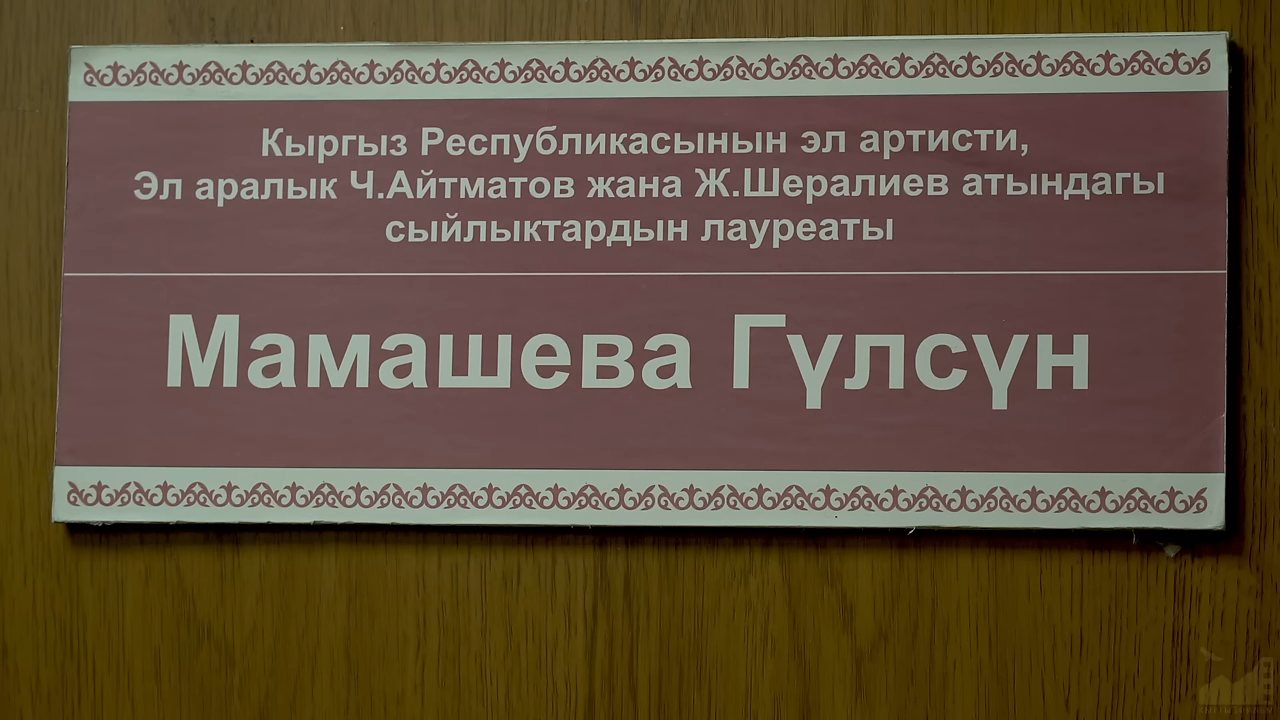 Кыргыз Республикасынын эл артисти,
Эл аралык Ч.Айтматов жана Ж.Шералиев атындагы
сыйлыктардын лауреаты
Мамашева Гүлсүн